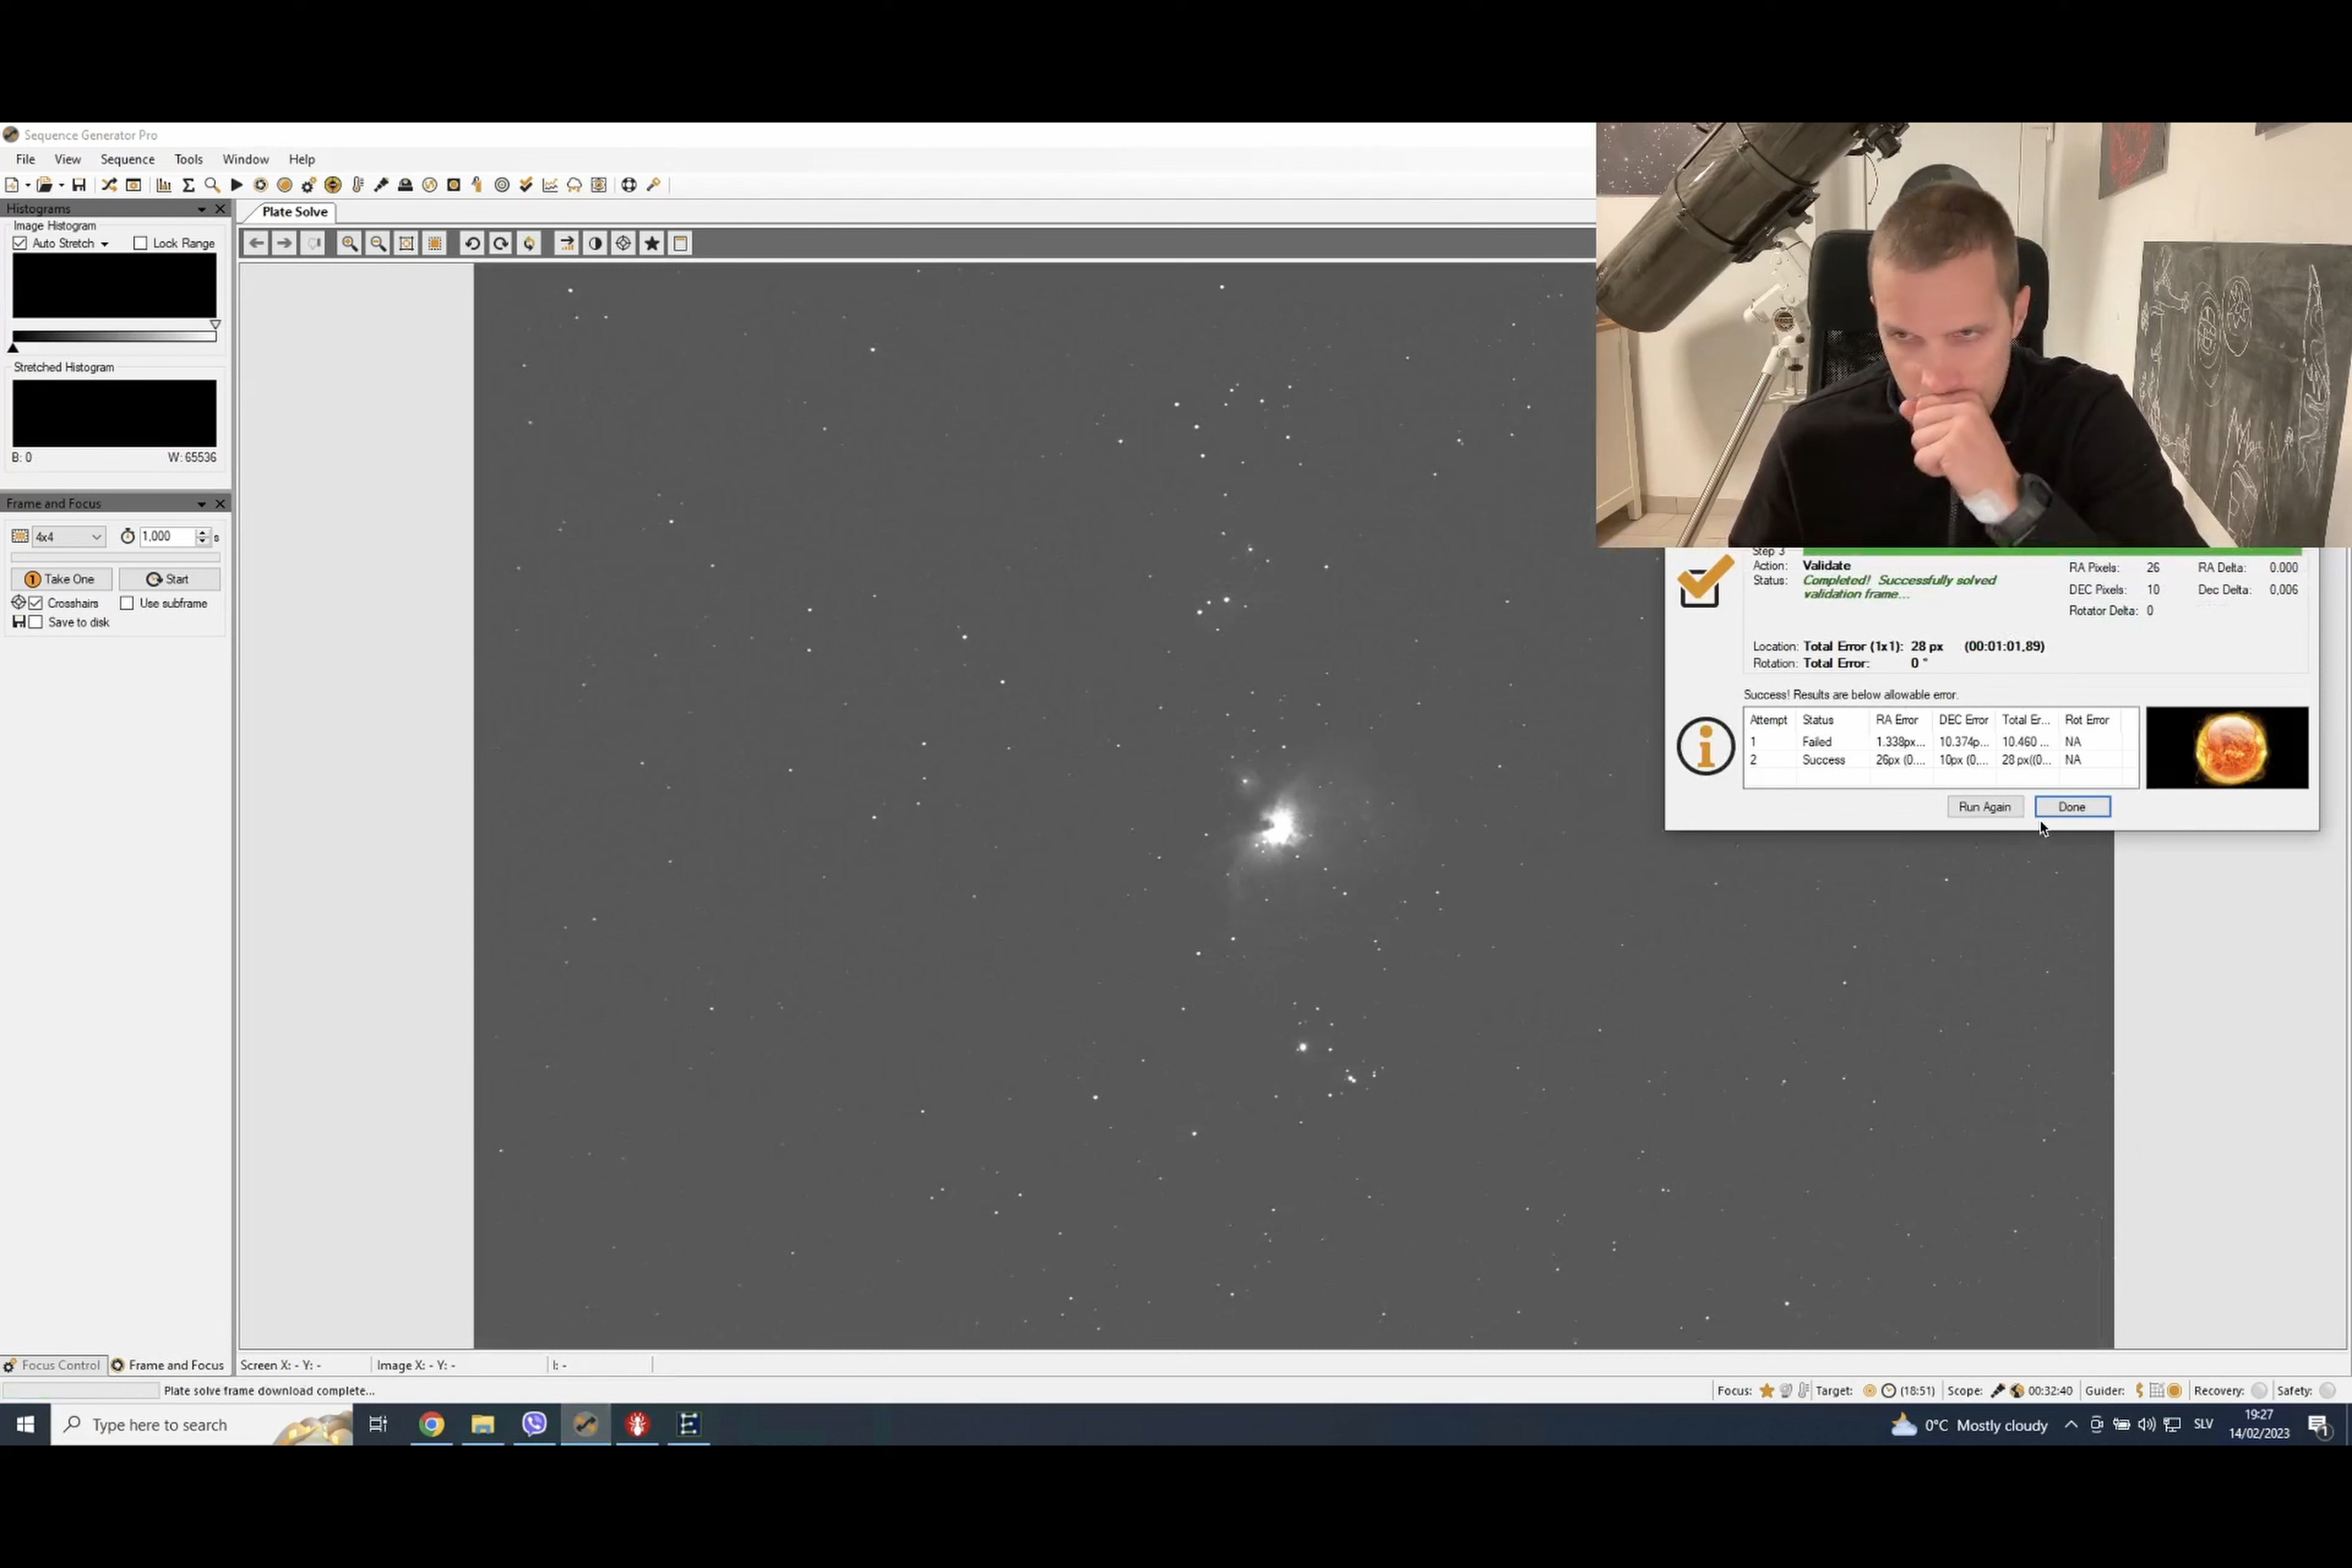 Sequence Generator Pro
File View Sequence Tools Window Help
Histograms
Image Histogram
Auto Stretch Lock Range
Stretched Histogram
B: 0 W: 65536
Frame and Focus
4x4 1,000 s
Take One Start
Crosshairs Use subframe
Save to disk
Focus Control Frame and Focus
Plate Solve
Step 3
Action: Validate
Status: Completed! Successfully solved
validation frame...
RA Pixels: 26 RA Delta: 0.000
DEC Pixels: 10 Dec Delta: 0,006
Rotator Delta: 0
Location: Total Error (1x1): 28 px (00:01:01,89)
Rotation: Total Error: 0 °
Success! Results are below allowable error.
Attempt Status RA Error DEC Error Total Er... Rot Error
1 Failed 1.338px... 10.374p... 10.460 ... NA
2 Success 26px (0.... 10px (0,... 28 px((0... NA
Run Again Done
Screen X: - Y: - Image X: - Y: - I: -
Plate solve frame download complete...
Focus: Target: (18:51) Scope: 00:32:40 Guider: Recovery: Safety:
Type here to search
0°C Mostly cloudy
SLV
19:27
14/02/2023
1